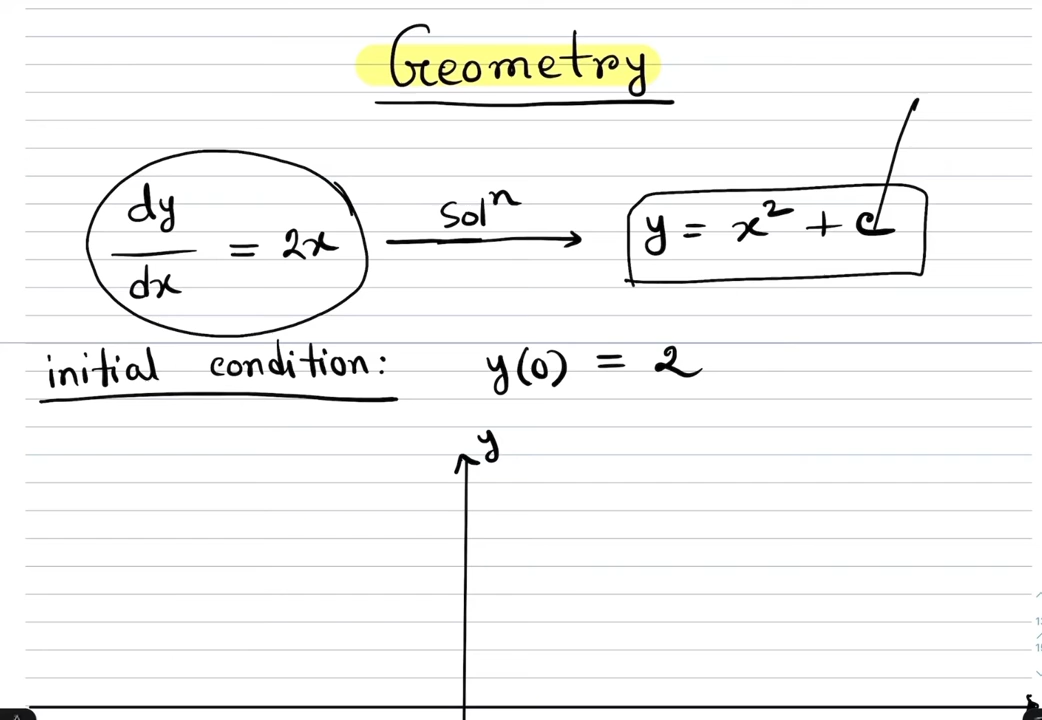 Geometry
dy/dx = 2x Solⁿ → y = x² + c
initial condition: y(0) = 2
y